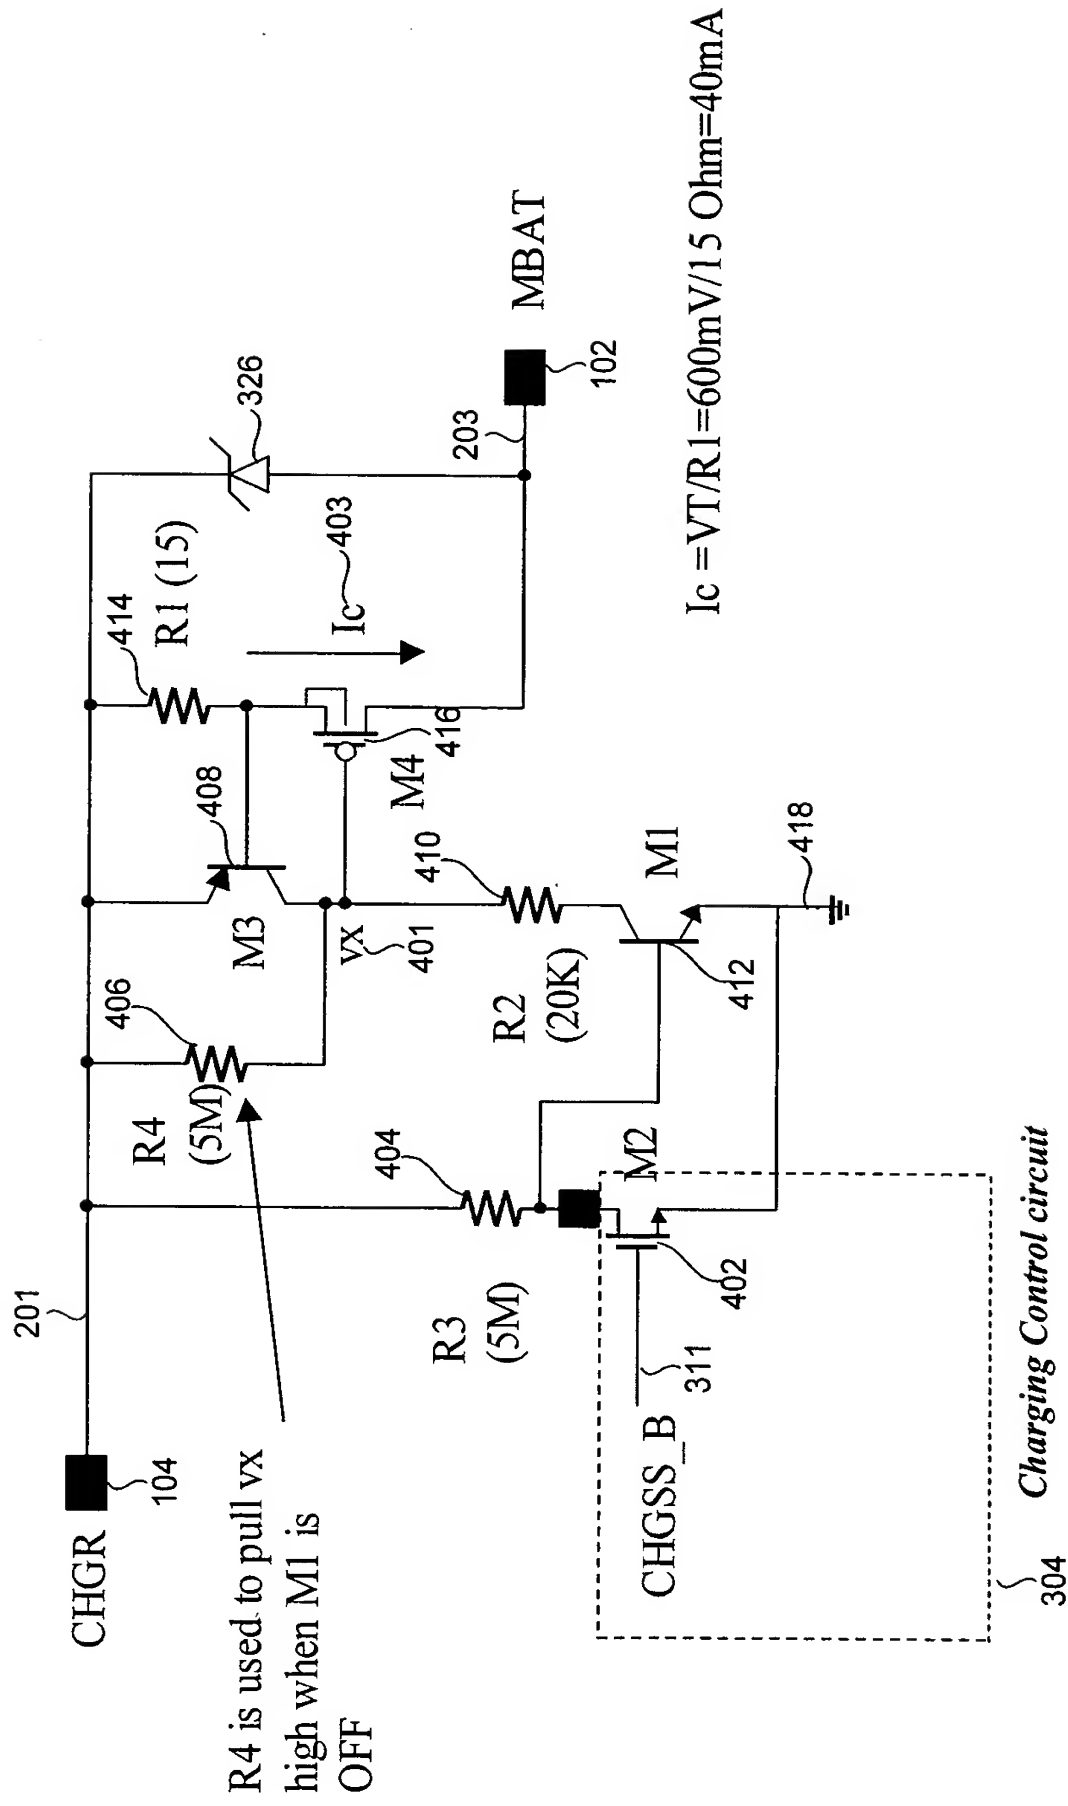 CHGR
104
201
R4 is used to pull vx
high when M1 is
OFF
R4
(5M)
406
M3
408
414
R1 (15)
326
Ic
403
vx
401
M4
416
203
MBAT
102
R3
(5M)
404
R2
(20K)
410
M1
412
418
M2
402
CHGSS_B
311
304
Charging Control circuit
Ic =VT/R1=600mV/15 Ohm=40mA